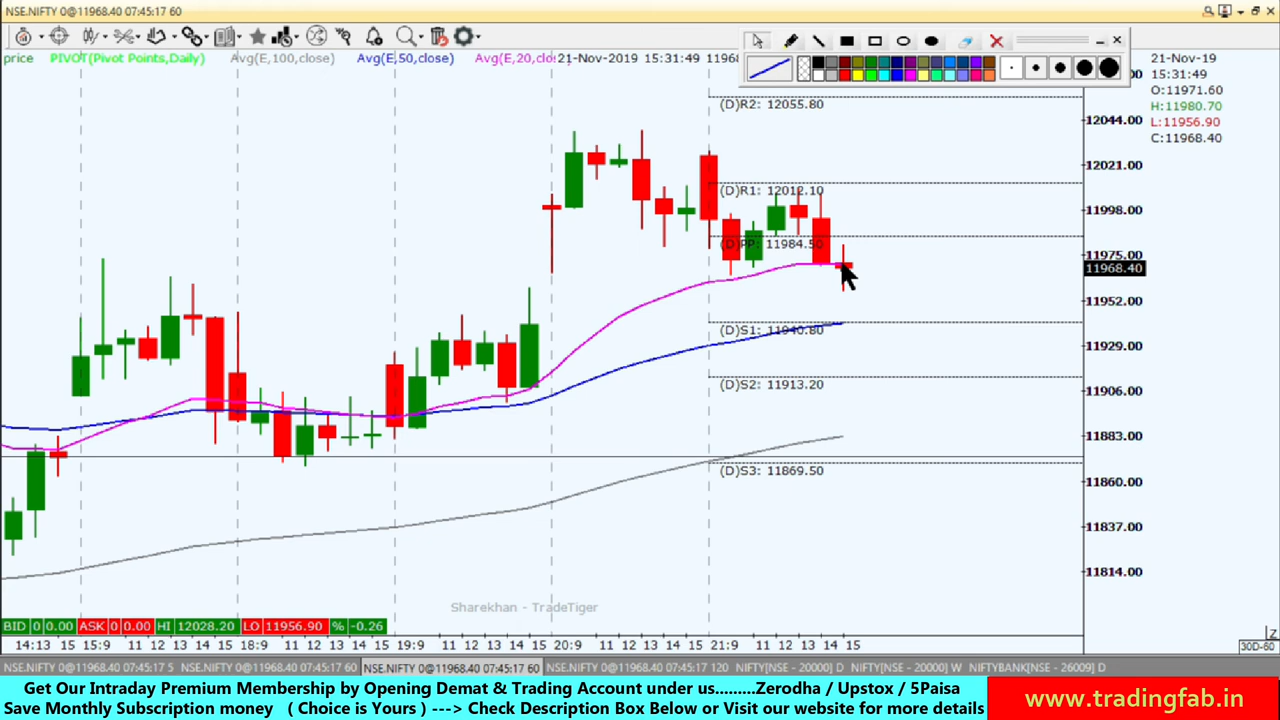 NSE.NIFTY 0@11968.40 07:45:17 60
price PIVOT(Pivot Points,Daily) Avg(E,100,close) Avg(E,50,close) Avg(E,20,clo: 21-Nov-2019 15:31:49 1196
21-Nov-19
15:31:49
O:11971.60
H:11980.70
L:11956.90
C:11968.40
(D)R2: 12055.80
12044.00
12021.00
(D)R1: 12012.10
11998.00
(D)PP: 11984.50
11975.00
11968.40
11952.00
(D)S1: 11940.80
11929.00
(D)S2: 11913.20
11906.00
11883.00
(D)S3: 11869.50
11860.00
11837.00
11814.00
Sharekhan - TradeTiger
BID 0 0.00 ASK 0 0.00 HI 12028.20 LO 11956.90 % -0.26
14:13 15 15:9 11 12 13 14 15 18:9 11 12 13 14 15 19:9 11 12 13 14 15 20:9 11 12 13 14 15 21:9 11 12 13 14 15
Z
30D-60
NSE.NIFTY 0@11968.40 07:45:17 5 NSE.NIFTY 0@11968.40 07:45:17 60 NSE.NIFTY 0@11968.40 07:45:17 60 NSE.NIFTY 0@11968.40 07:45:17 120 NIFTY[NSE - 20000] D NIFTY[NSE - 20000] W NIFTYBANK[NSE - 26009] D
Get Our Intraday Premium Membership by Opening Demat & Trading Account under us.........Zerodha / Upstox / 5Paisa
Save Monthly Subscription money ( Choice is Yours ) ---> Check Description Box Below or Visit our website for more details
www.tradingfab.in